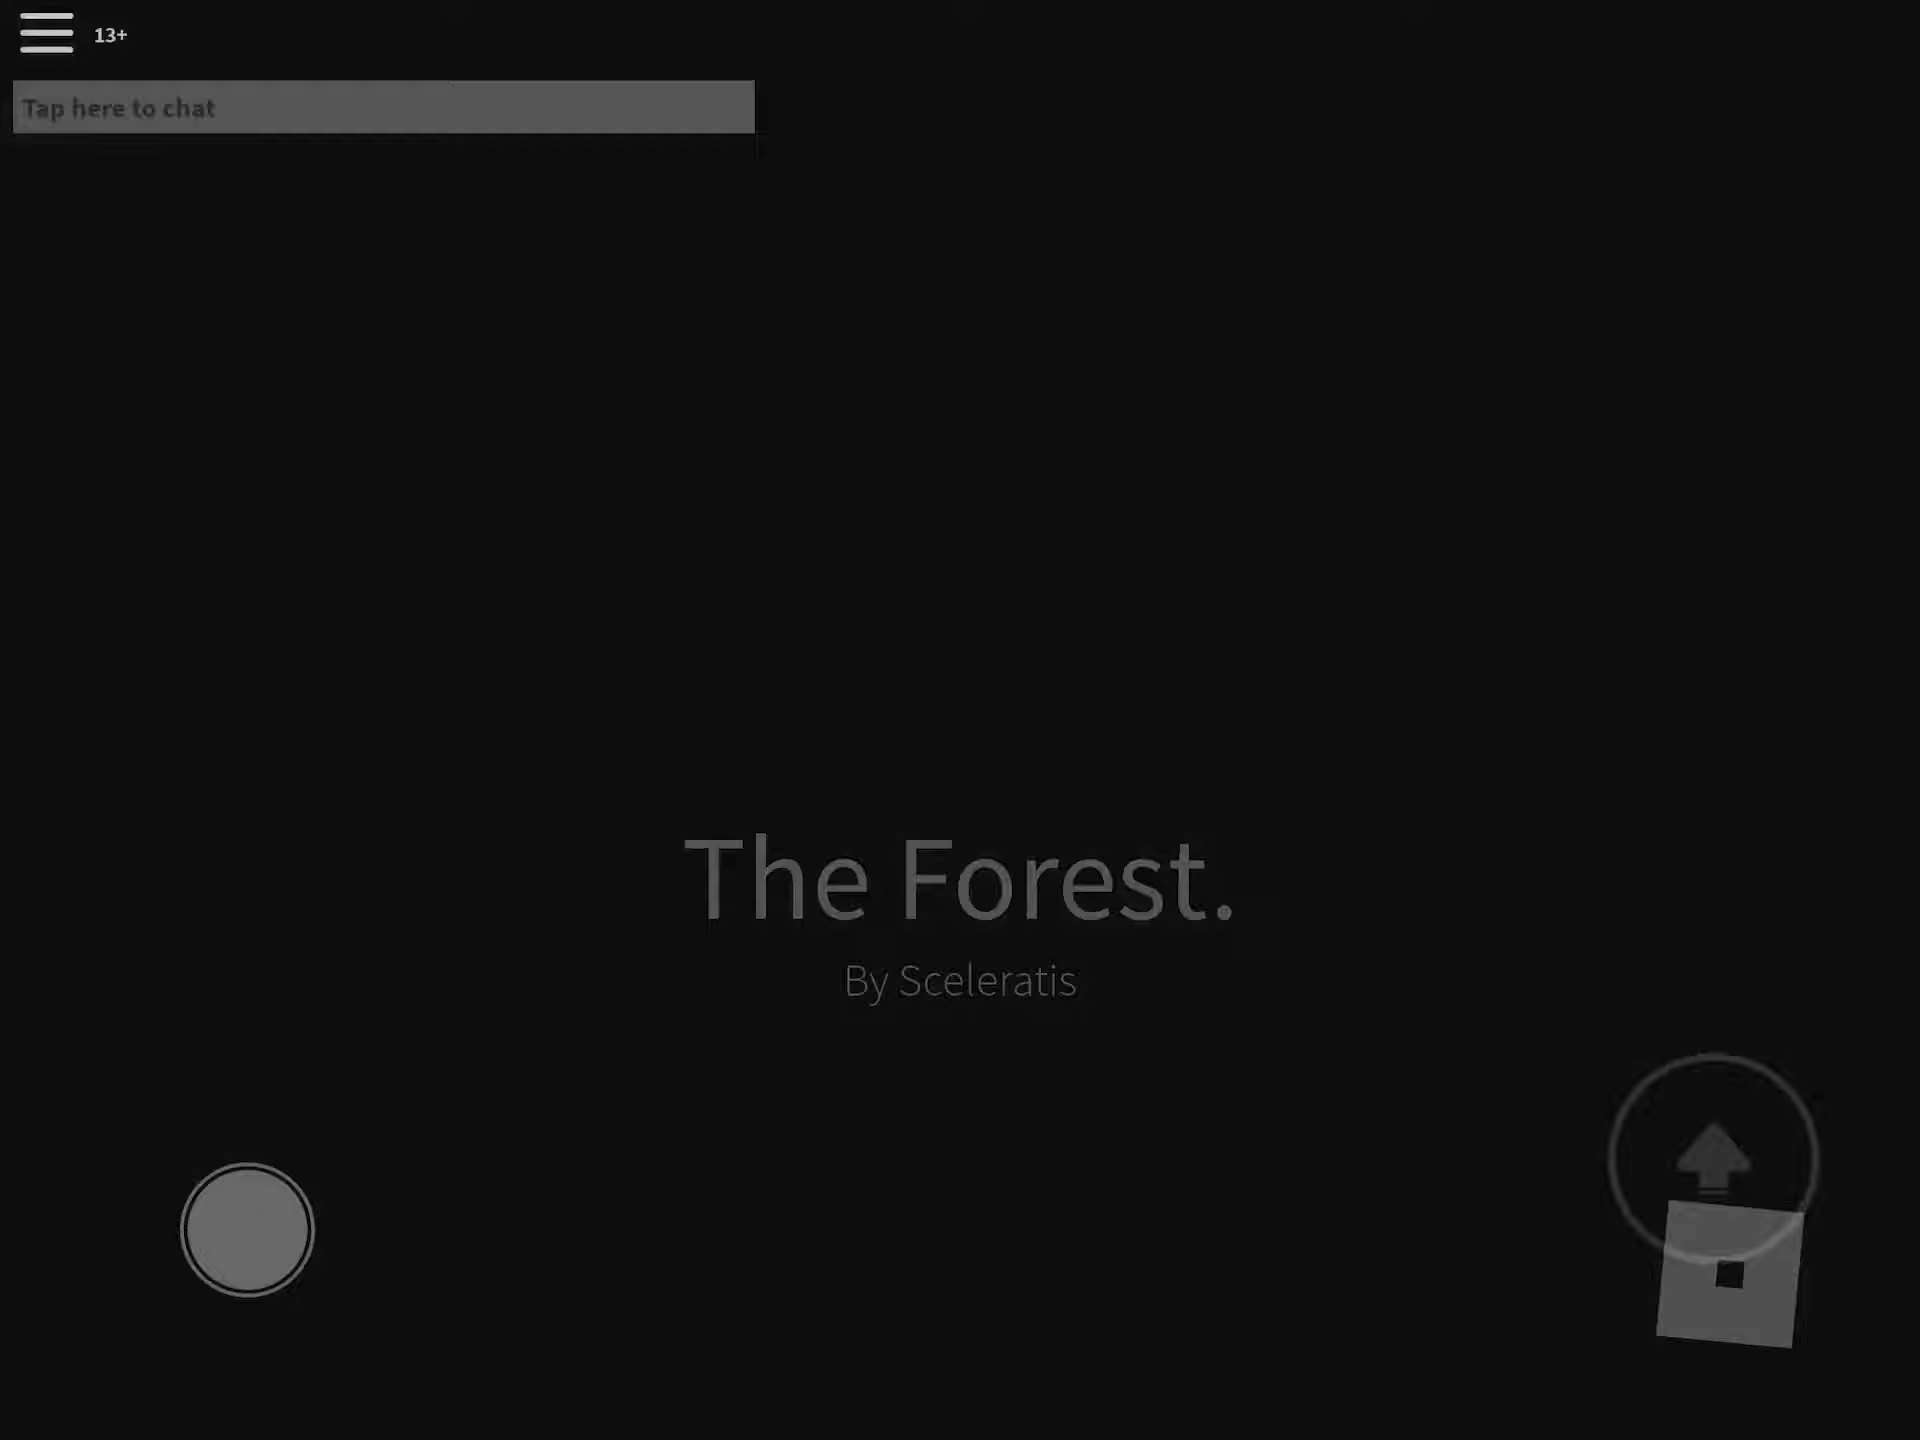 13+
Tap here to chat
The Forest.
By Sceleratis